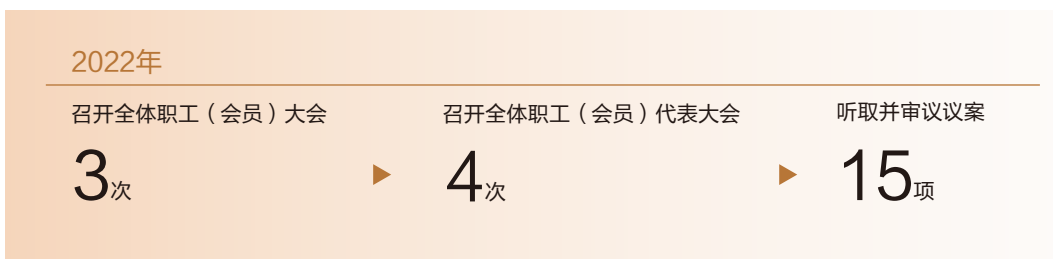 2022年
召开全体职工（会员）大会
3次
召开全体职工（会员）代表大会
4次
听取并审议议案
15项